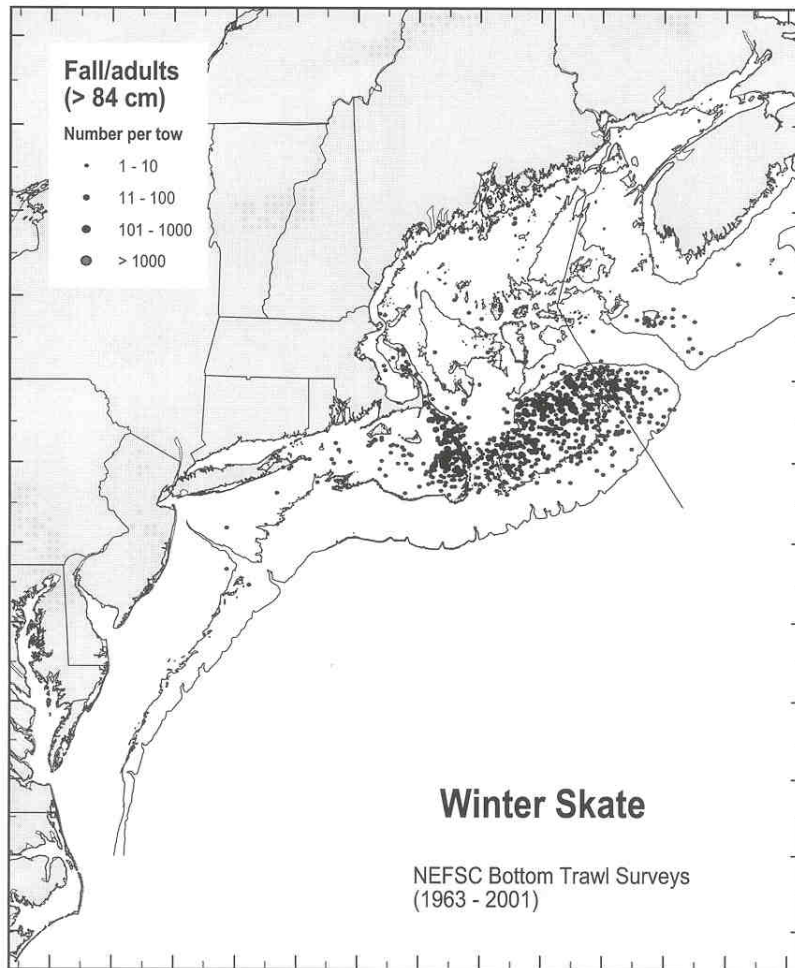 Fall/adults
(> 84 cm)
Number per tow
1 - 10
11 - 100
101 - 1000
> 1000
Winter Skate
NEFSC Bottom Trawl Surveys
(1963 - 2001)